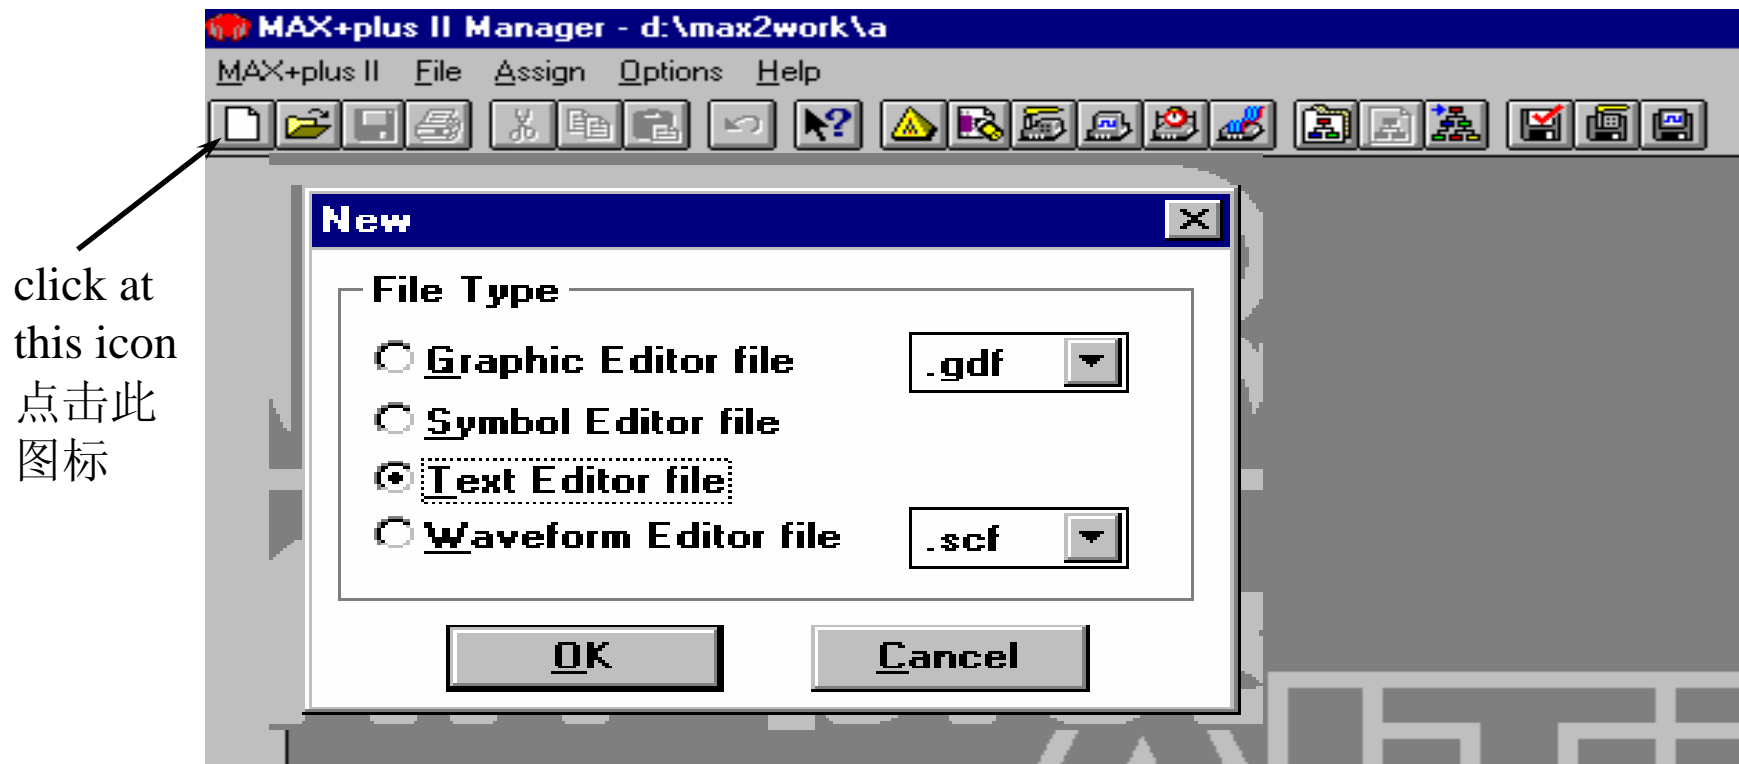 MAX+plus II Manager - d:\max2work\a
MAX+plus II File Assign Options Help
click at
this icon
点击此
图标
New
File Type
Graphic Editor file .gdf
Symbol Editor file
Text Editor file
Waveform Editor file .scf
OK Cancel